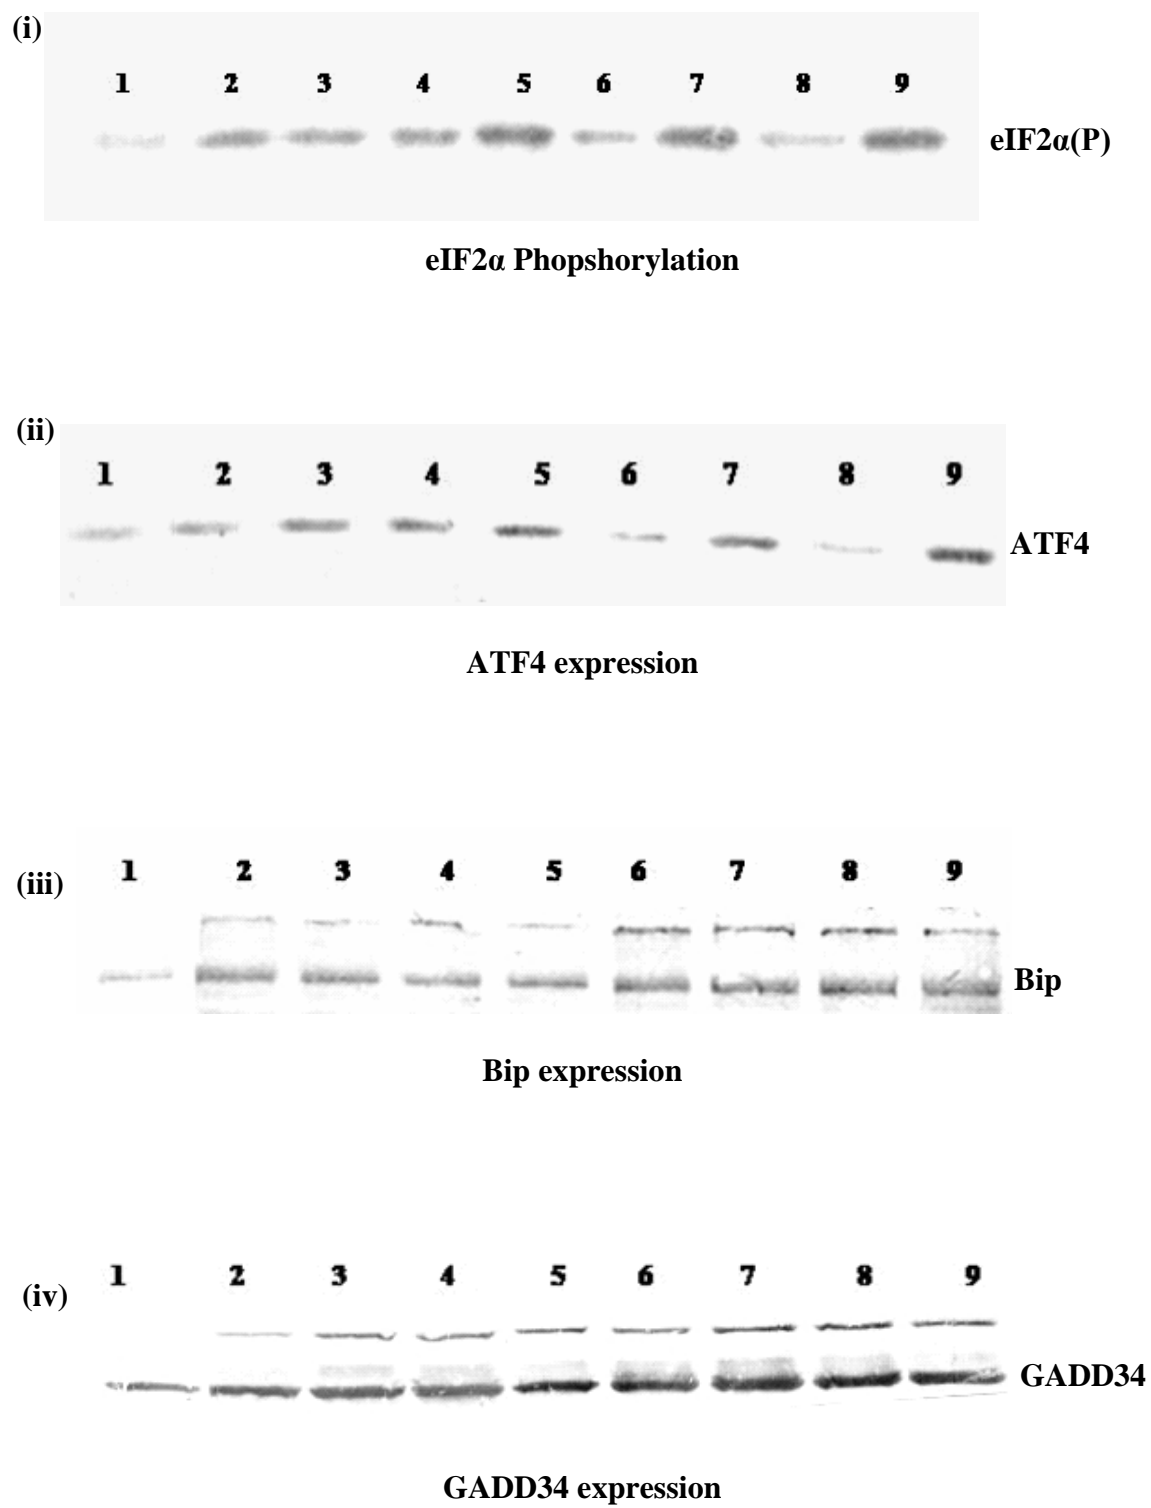 (i)
1 2 3 4 5 6 7 8 9
eIF2α(P)
eIF2α Phopshorylation
(ii)
1 2 3 4 5 6 7 8 9
ATF4
ATF4 expression
(iii)
1 2 3 4 5 6 7 8 9
Bip
Bip expression
(iv)
1 2 3 4 5 6 7 8 9
GADD34
GADD34 expression